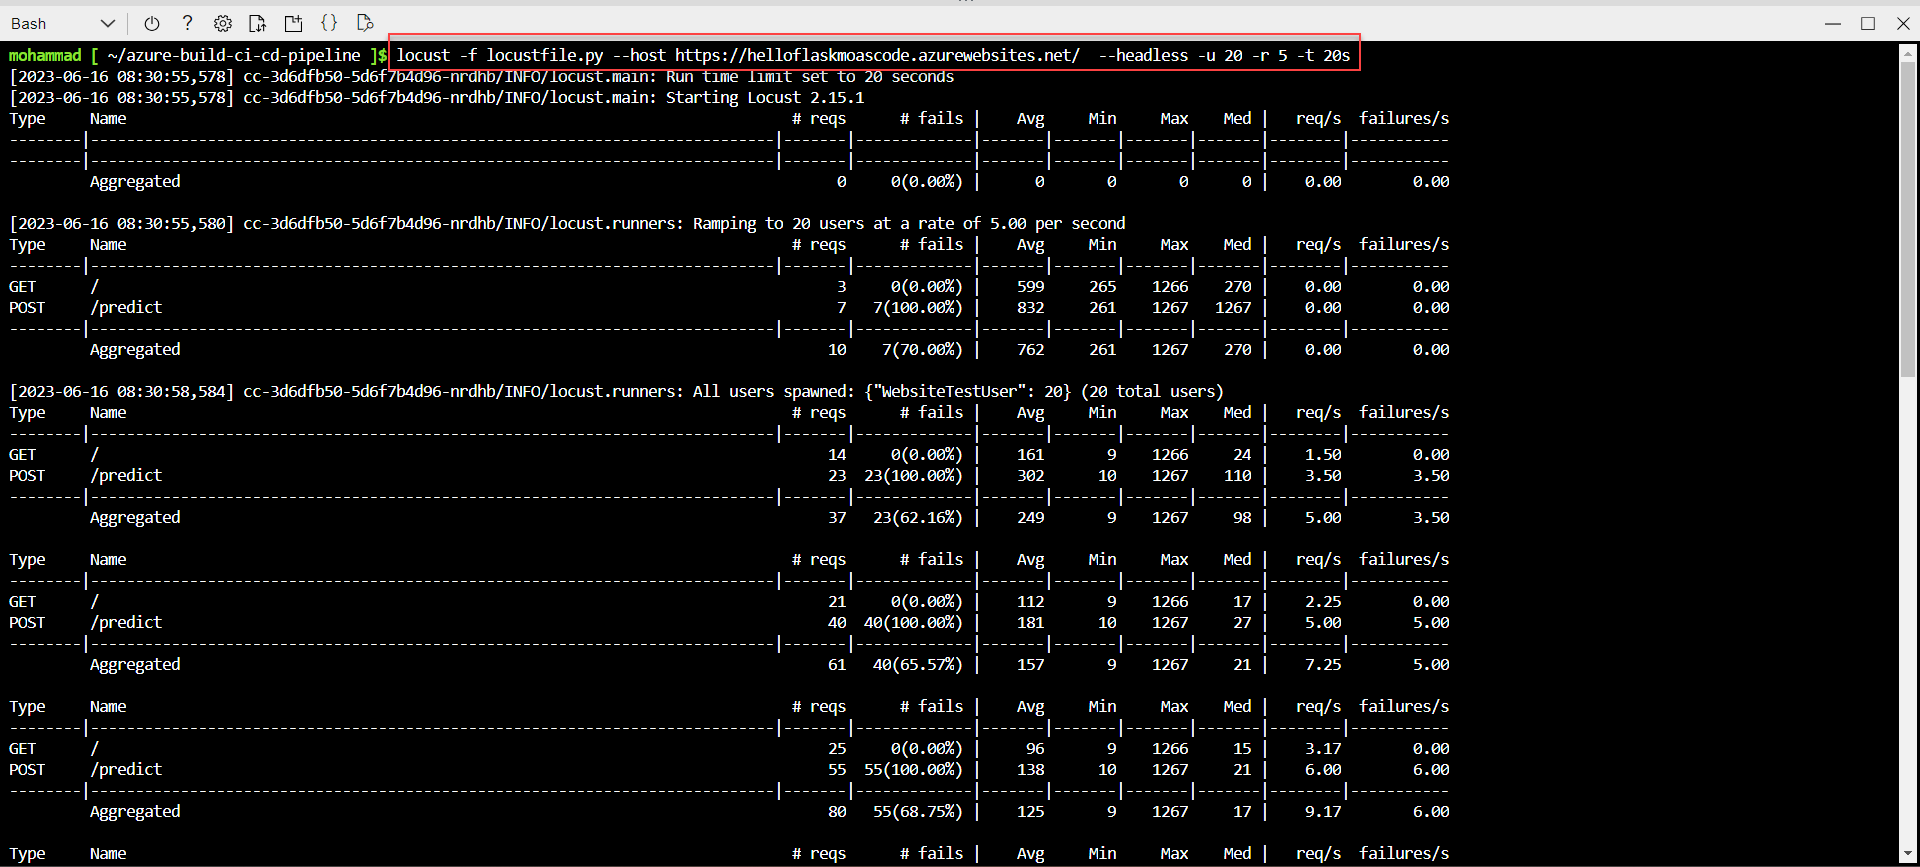 Bash
mohammad [ ~/azure-build-ci-cd-pipeline ]$ locust -f locustfile.py --host https://helloflaskmoascode.azurewebsites.net/  --headless -u 20 -r 5 -t 20s
[2023-06-16 08:30:55,578] cc-3d6dfb50-5d6f7b4d96-nrdhb/INFO/locust.main: Run time limit set to 20 seconds
[2023-06-16 08:30:55,578] cc-3d6dfb50-5d6f7b4d96-nrdhb/INFO/locust.main: Starting Locust 2.15.1
Type     Name     # reqs      # fails |    Avg     Min     Max    Med |   req/s  failures/s
--------|----------------------------------------------------------------------------|-------|-------------|-------|-------|-------|-------|--------|-----------
--------|----------------------------------------------------------------------------|-------|-------------|-------|-------|-------|-------|--------|-----------
Aggregated     0     0(0.00%) |      0       0       0      0 |    0.00        0.00
[2023-06-16 08:30:55,580] cc-3d6dfb50-5d6f7b4d96-nrdhb/INFO/locust.runners: Ramping to 20 users at a rate of 5.00 per second
Type     Name     # reqs      # fails |    Avg     Min     Max    Med |   req/s  failures/s
--------|----------------------------------------------------------------------------|-------|-------------|-------|-------|-------|-------|--------|-----------
GET      /     3     0(0.00%) |    599     265    1266    270 |    0.00        0.00
POST     /predict     7   7(100.00%) |    832     261    1267   1267 |    0.00        0.00
--------|----------------------------------------------------------------------------|-------|-------------|-------|-------|-------|-------|--------|-----------
Aggregated     10    7(70.00%) |    762     261    1267    270 |    0.00        0.00
[2023-06-16 08:30:58,584] cc-3d6dfb50-5d6f7b4d96-nrdhb/INFO/locust.runners: All users spawned: {"WebsiteTestUser": 20} (20 total users)
Type     Name     # reqs      # fails |    Avg     Min     Max    Med |   req/s  failures/s
--------|----------------------------------------------------------------------------|-------|-------------|-------|-------|-------|-------|--------|-----------
GET      /     14     0(0.00%) |    161       9    1266     24 |    1.50        0.00
POST     /predict     23  23(100.00%) |    302      10    1267    110 |    3.50        3.50
--------|----------------------------------------------------------------------------|-------|-------------|-------|-------|-------|-------|--------|-----------
Aggregated     37   23(62.16%) |    249       9    1267     98 |    5.00        3.50
Type     Name     # reqs      # fails |    Avg     Min     Max    Med |   req/s  failures/s
--------|----------------------------------------------------------------------------|-------|-------------|-------|-------|-------|-------|--------|-----------
GET      /     21     0(0.00%) |    112       9    1266     17 |    2.25        0.00
POST     /predict     40  40(100.00%) |    181      10    1267     27 |    5.00        5.00
--------|----------------------------------------------------------------------------|-------|-------------|-------|-------|-------|-------|--------|-----------
Aggregated     61   40(65.57%) |    157       9    1267     21 |    7.25        5.00
Type     Name     # reqs      # fails |    Avg     Min     Max    Med |   req/s  failures/s
--------|----------------------------------------------------------------------------|-------|-------------|-------|-------|-------|-------|--------|-----------
GET      /     25     0(0.00%) |     96       9    1266     15 |    3.17        0.00
POST     /predict     55  55(100.00%) |    138      10    1267     21 |    6.00        6.00
--------|----------------------------------------------------------------------------|-------|-------------|-------|-------|-------|-------|--------|-----------
Aggregated     80   55(68.75%) |    125       9    1267     17 |    9.17        6.00
Type     Name     # reqs      # fails |    Avg     Min     Max    Med |   req/s  failures/s